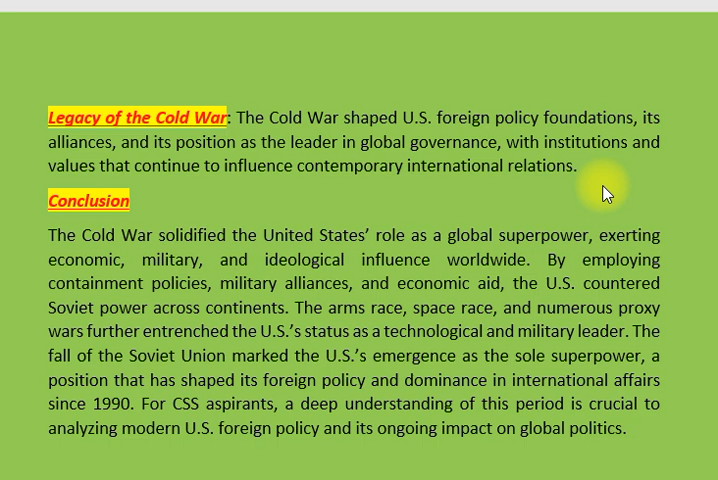 Legacy of the Cold War: The Cold War shaped U.S. foreign policy foundations, its
alliances, and its position as the leader in global governance, with institutions and
values that continue to influence contemporary international relations.
Conclusion
The Cold War solidified the United States’ role as a global superpower, exerting
economic, military, and ideological influence worldwide. By employing
containment policies, military alliances, and economic aid, the U.S. countered
Soviet power across continents. The arms race, space race, and numerous proxy
wars further entrenched the U.S.’s status as a technological and military leader. The
fall of the Soviet Union marked the U.S.’s emergence as the sole superpower, a
position that has shaped its foreign policy and dominance in international affairs
since 1990. For CSS aspirants, a deep understanding of this period is crucial to
analyzing modern U.S. foreign policy and its ongoing impact on global politics.